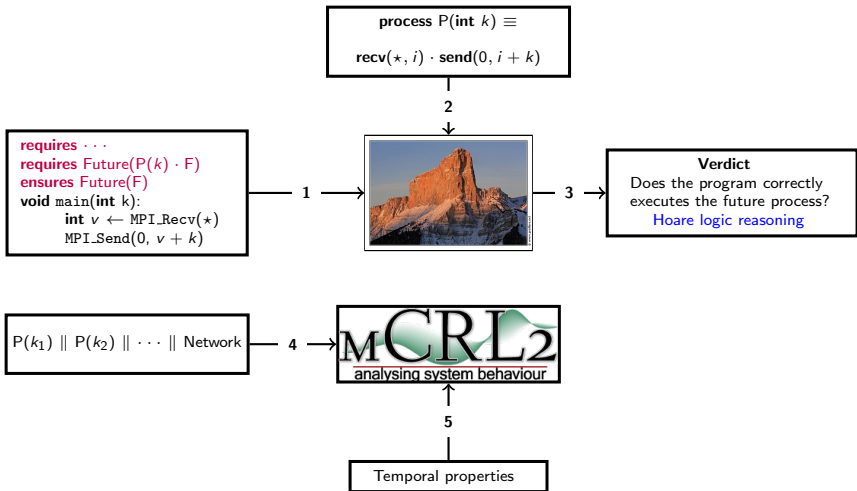 process P(int k) ≡
recv(⋆, i) · send(0, i + k)
2
requires · · ·
requires Future(P(k) · F)
ensures Future(F)
void main(int k):
int v ← MPI_Recv(⋆)
MPI_Send(0, v + k)
1
3
Verdict
Does the program correctly
executes the future process?
Hoare logic reasoning
P(k₁) ∥ P(k₂) ∥ · · · ∥ Network
4
mCRL2
analysing system behaviour
5
Temporal properties